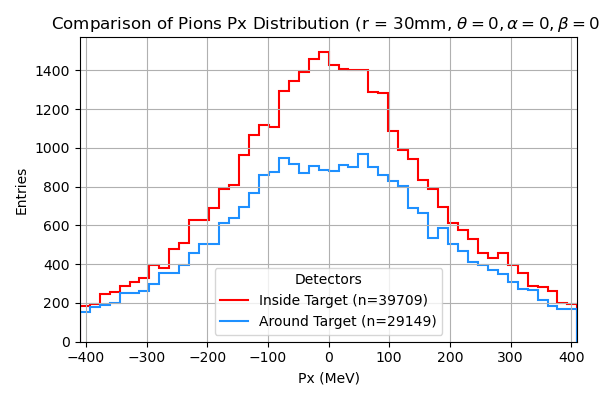 Comparison of Pions Px Distribution (r = 30mm, θ = 0, α = 0, β = 0
Entries
1400
1200
1000
800
600
400
200
0
−400 −300 −200 −100 0 100 200 300 400
Px (MeV)
Detectors
Inside Target (n=39709)
Around Target (n=29149)